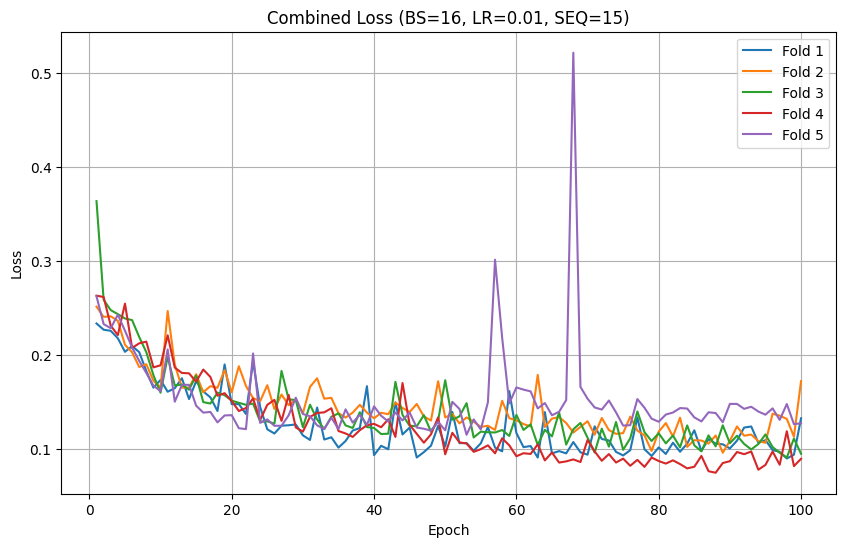 Combined Loss (BS=16, LR=0.01, SEQ=15)
Fold 1
Fold 2
Fold 3
Fold 4
Fold 5
Loss
0.5
0.4
0.3
0.2
0.1
0
20
40
60
80
100
Epoch